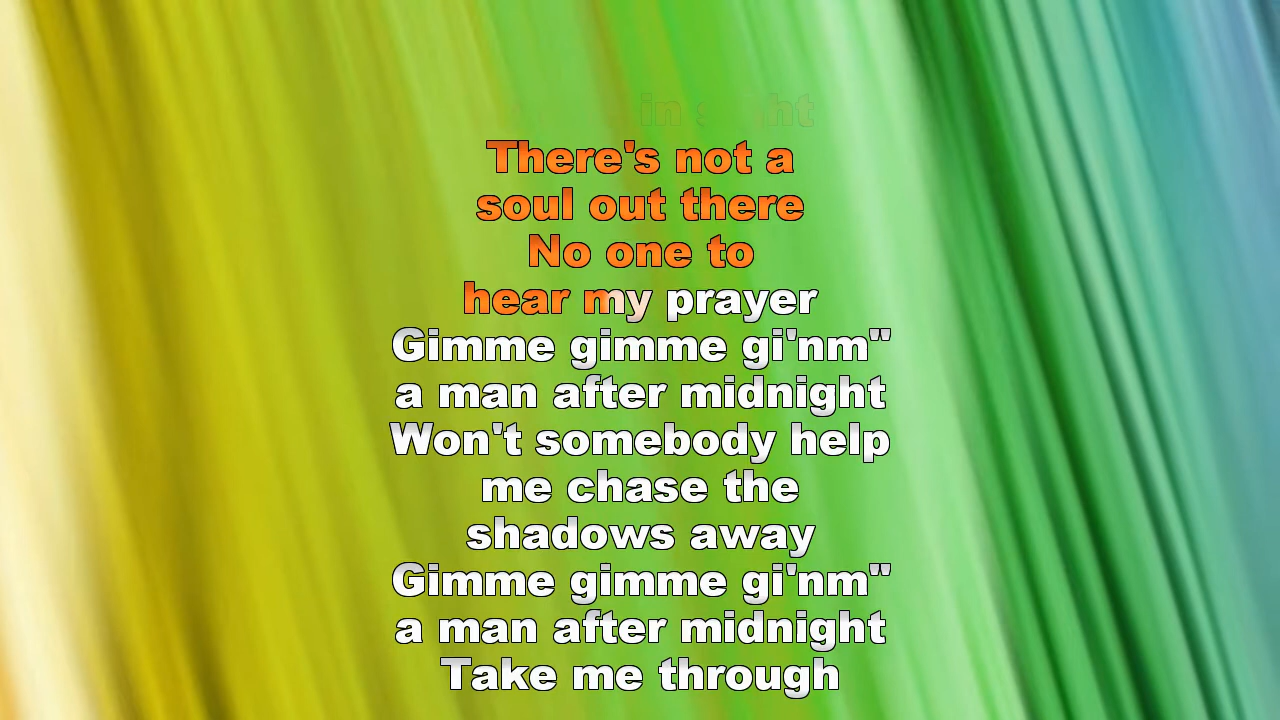 in
There's not a
soul out there
No one to
hear my prayer
Gimme gimme gi'nm"
a man after midnight
Won't somebody help
me chase the
shadows away
Gimme gimme gi'nm"
a man after midnight
Take me through